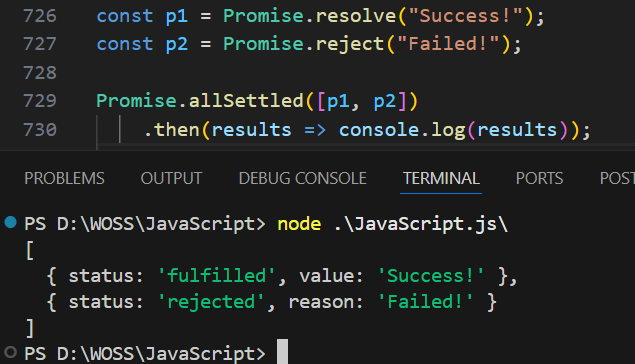 726 const p1 = Promise.resolve("Success!");
727 const p2 = Promise.reject("Failed!");
728
729 Promise.allSettled([p1, p2])
730 .then(results => console.log(results));
PROBLEMS OUTPUT DEBUG CONSOLE TERMINAL PORTS POST
PS D:\WOSS\JavaScript> node .\JavaScript.js\
[
{ status: 'fulfilled', value: 'Success!' },
{ status: 'rejected', reason: 'Failed!' }
]
PS D:\WOSS\JavaScript>